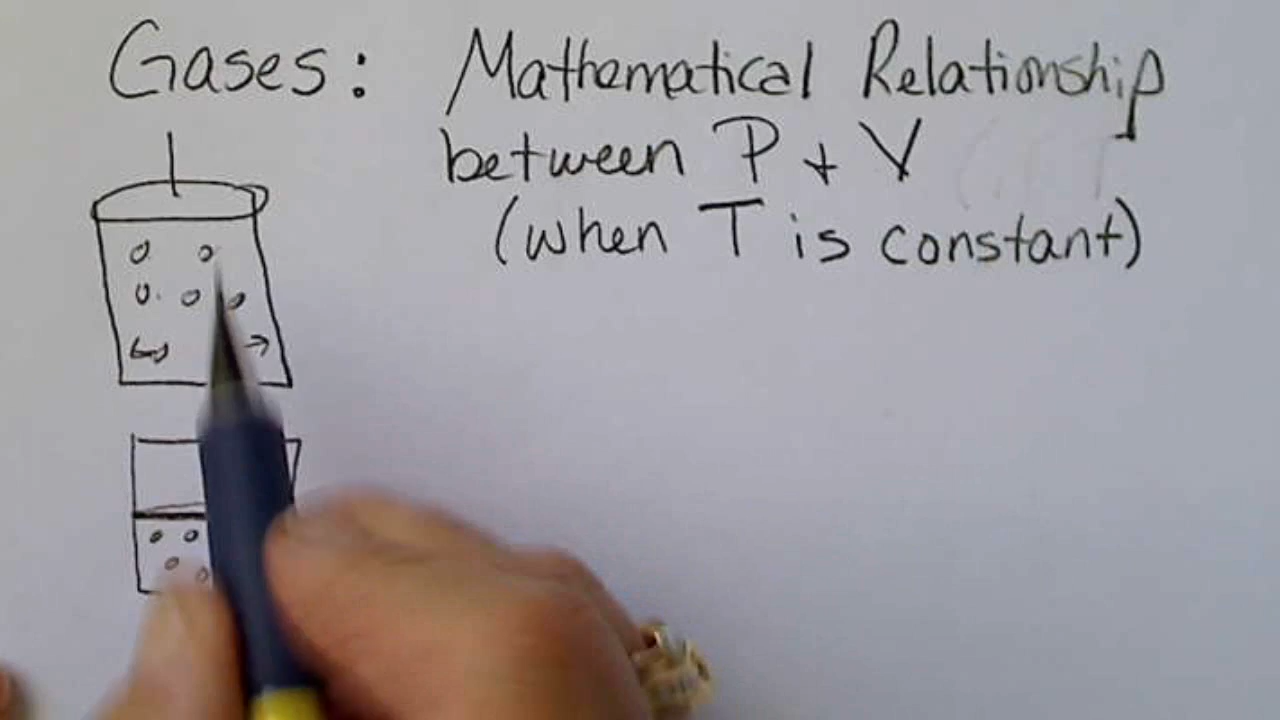 Gases: Mathematical Relationship
between P + V
(when T is constant)